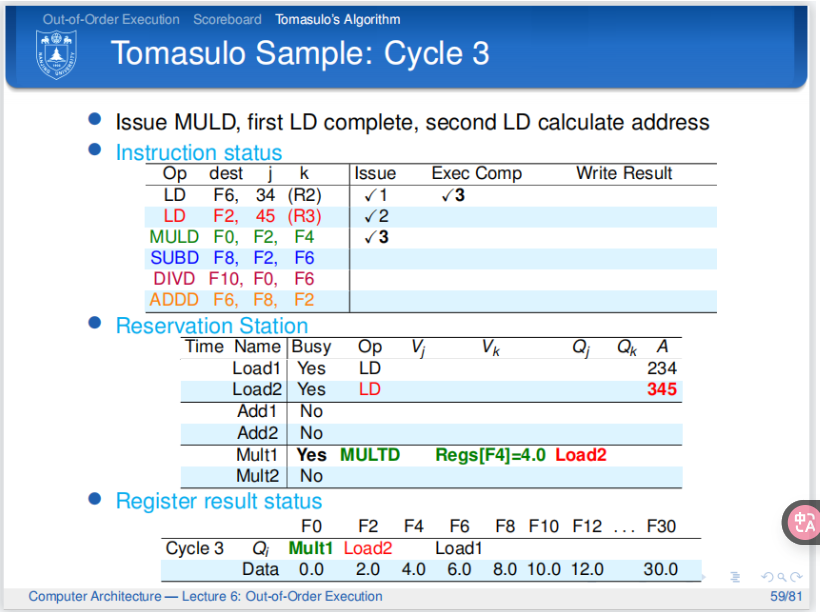 Out-of-Order Execution Scoreboard Tomasulo's Algorithm
Tomasulo Sample: Cycle 3
Issue MULD, first LD complete, second LD calculate address
Instruction status
Op dest j k Issue Exec Comp Write Result
LD F6, 34 (R2) ✓1 ✓3
LD F2, 45 (R3) ✓2
MULD F0, F2, F4 ✓3
SUBD F8, F2, F6
DIVD F10, F0, F6
ADDD F6, F8, F2
Reservation Station
Time Name Busy Op Vj Vk Qj Qk A
Load1 Yes LD 234
Load2 Yes LD 345
Add1 No
Add2 No
Mult1 Yes MULTD Regs[F4]=4.0 Load2
Mult2 No
Register result status
F0 F2 F4 F6 F8 F10 F12 ... F30
Cycle 3 Qi Mult1 Load2 Load1
Data 0.0 2.0 4.0 6.0 8.0 10.0 12.0 30.0
Computer Architecture — Lecture 6: Out-of-Order Execution 59/81